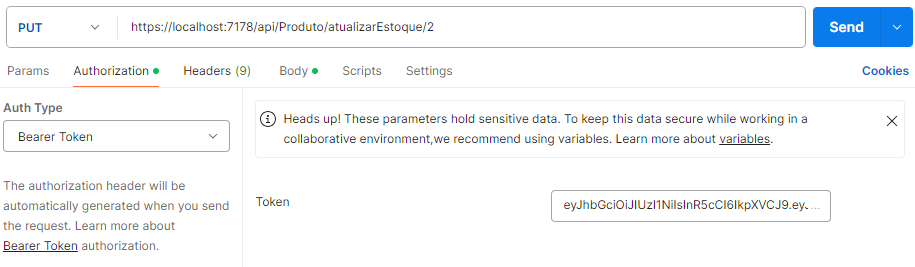 PUT https://localhost:7178/api/Produto/atualizarEstoque/2 Send
Params Authorization Headers (9) Body Scripts Settings Cookies
Auth Type
Bearer Token
The authorization header will be
automatically generated when you send
the request. Learn more about
Bearer Token authorization.
Heads up! These parameters hold sensitive data. To keep this data secure while working in a
collaborative environment,we recommend using variables. Learn more about variables.
Token eyJhbGciOiJIUzI1NiIsInR5cCI6IkpXVCJ9.eyJ...